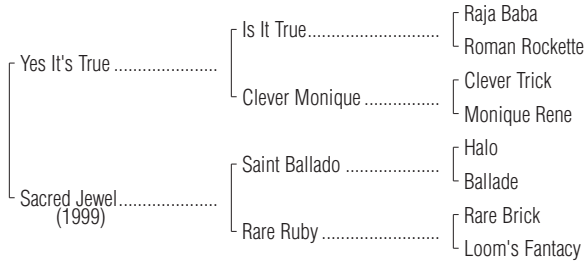 Raja Baba
Is It True
Roman Rockette
Yes It's True
Clever Trick
Clever Monique
Monique Rene
Halo
Saint Ballado
Ballade
Sacred Jewel
(1999)
Rare Brick
Rare Ruby
Loom's Fantacy